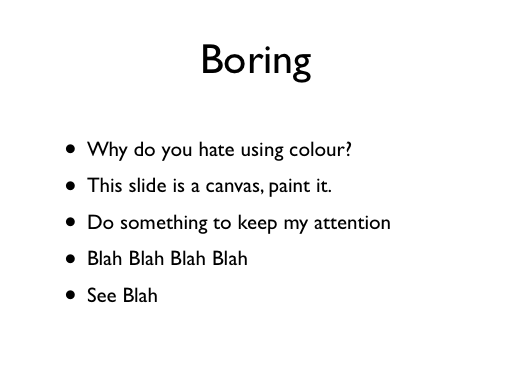 Boring
• Why do you hate using colour?
• This slide is a canvas, paint it.
• Do something to keep my attention
• Blah Blah Blah Blah
• See Blah